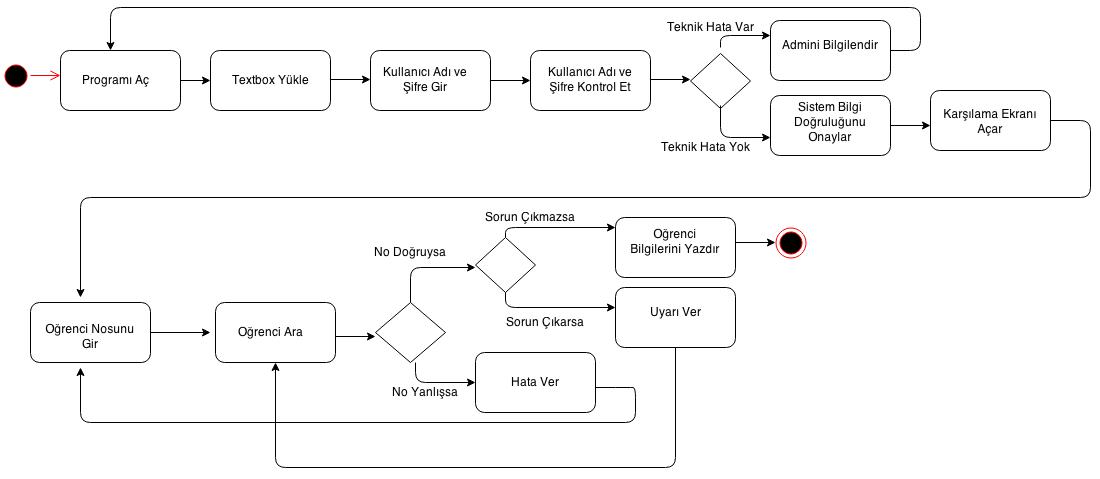 Teknik Hata Var
Programı Aç
Textbox Yükle
Kullanıcı Adı ve
Şifre Gir
Kullanıcı Adı ve
Şifre Kontrol Et
Admini Bilgilendir
Sistem Bilgi
Doğruluğunu
Onaylar
Karşılama Ekranı
Açar
Teknik Hata Yok
Sorun Çıkmazsa
No Doğruysa
Oğrenci
Bilgilerini Yazdır
Sorun Çıkarsa
Uyarı Ver
Oğrenci Nosunu
Gir
Oğrenci Ara
No Yanlışsa
Hata Ver